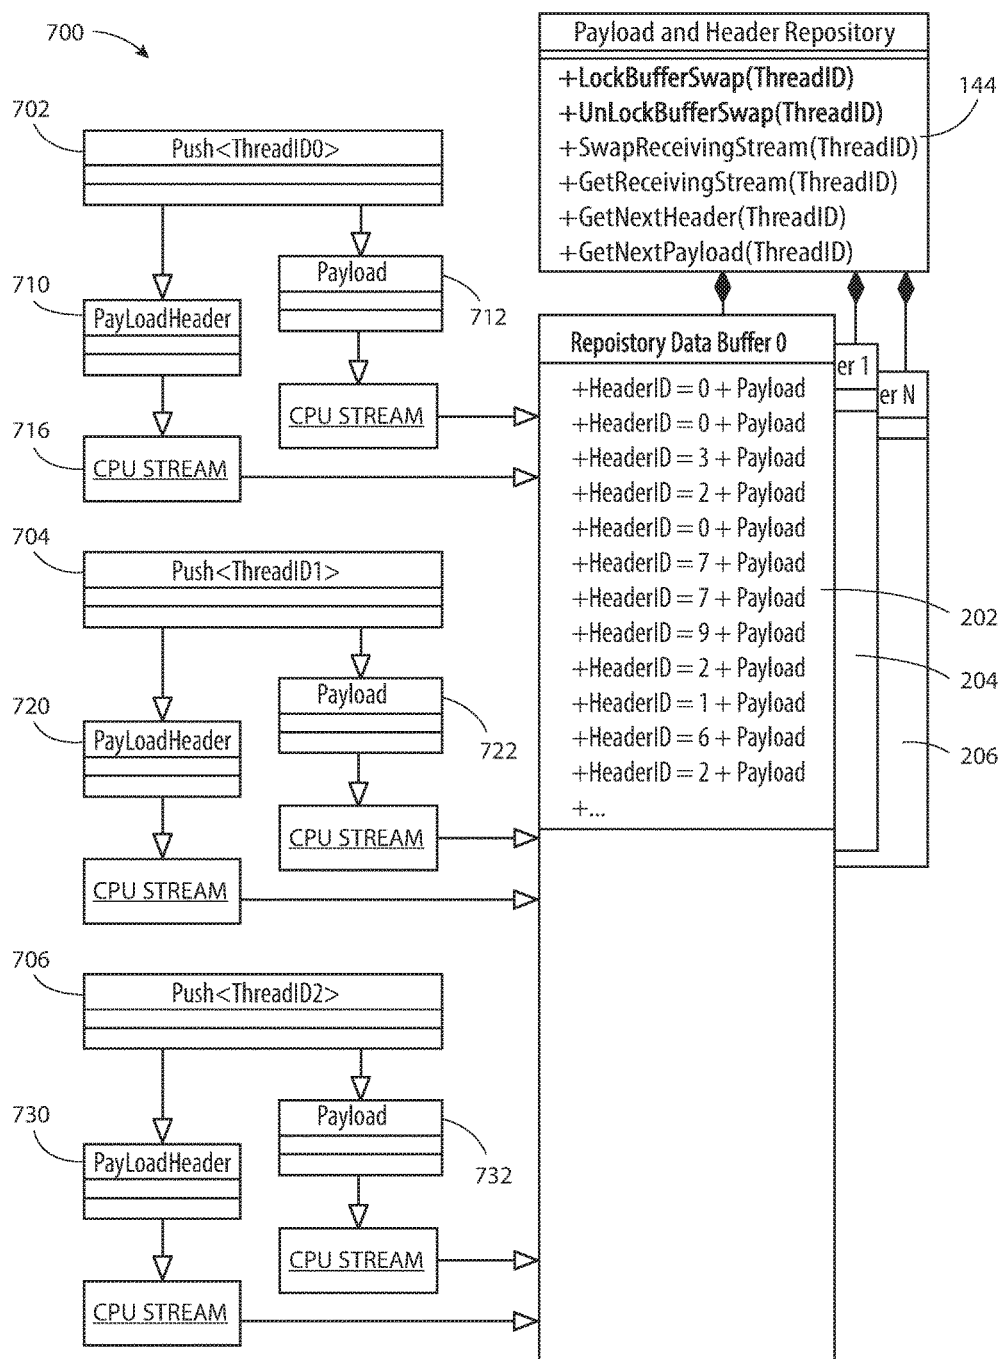 700
Payload and Header Repository
+LockBufferSwap(ThreadID)
+UnLockBufferSwap(ThreadID)
+SwapReceivingStream(ThreadID)
+GetReceivingStream(ThreadID)
+GetNextHeader(ThreadID)
+GetNextPayload(ThreadID)
144
702
Push<ThreadID0>
710
PayLoadHeader
Payload
712
CPU STREAM
716
CPU STREAM
704
Push<ThreadID1>
720
PayLoadHeader
Payload
722
CPU STREAM
CPU STREAM
706
Push<ThreadID2>
730
PayLoadHeader
Payload
732
CPU STREAM
CPU STREAM
Repoistory Data Buffer 0
+HeaderID = 0 + Payload
+HeaderID = 0 + Payload
+HeaderID = 3 + Payload
+HeaderID = 2 + Payload
+HeaderID = 0 + Payload
+HeaderID = 7 + Payload
+HeaderID = 7 + Payload
+HeaderID = 9 + Payload
+HeaderID = 2 + Payload
+HeaderID = 1 + Payload
+HeaderID = 6 + Payload
+HeaderID = 2 + Payload
+...
er 1
er N
202
204
206